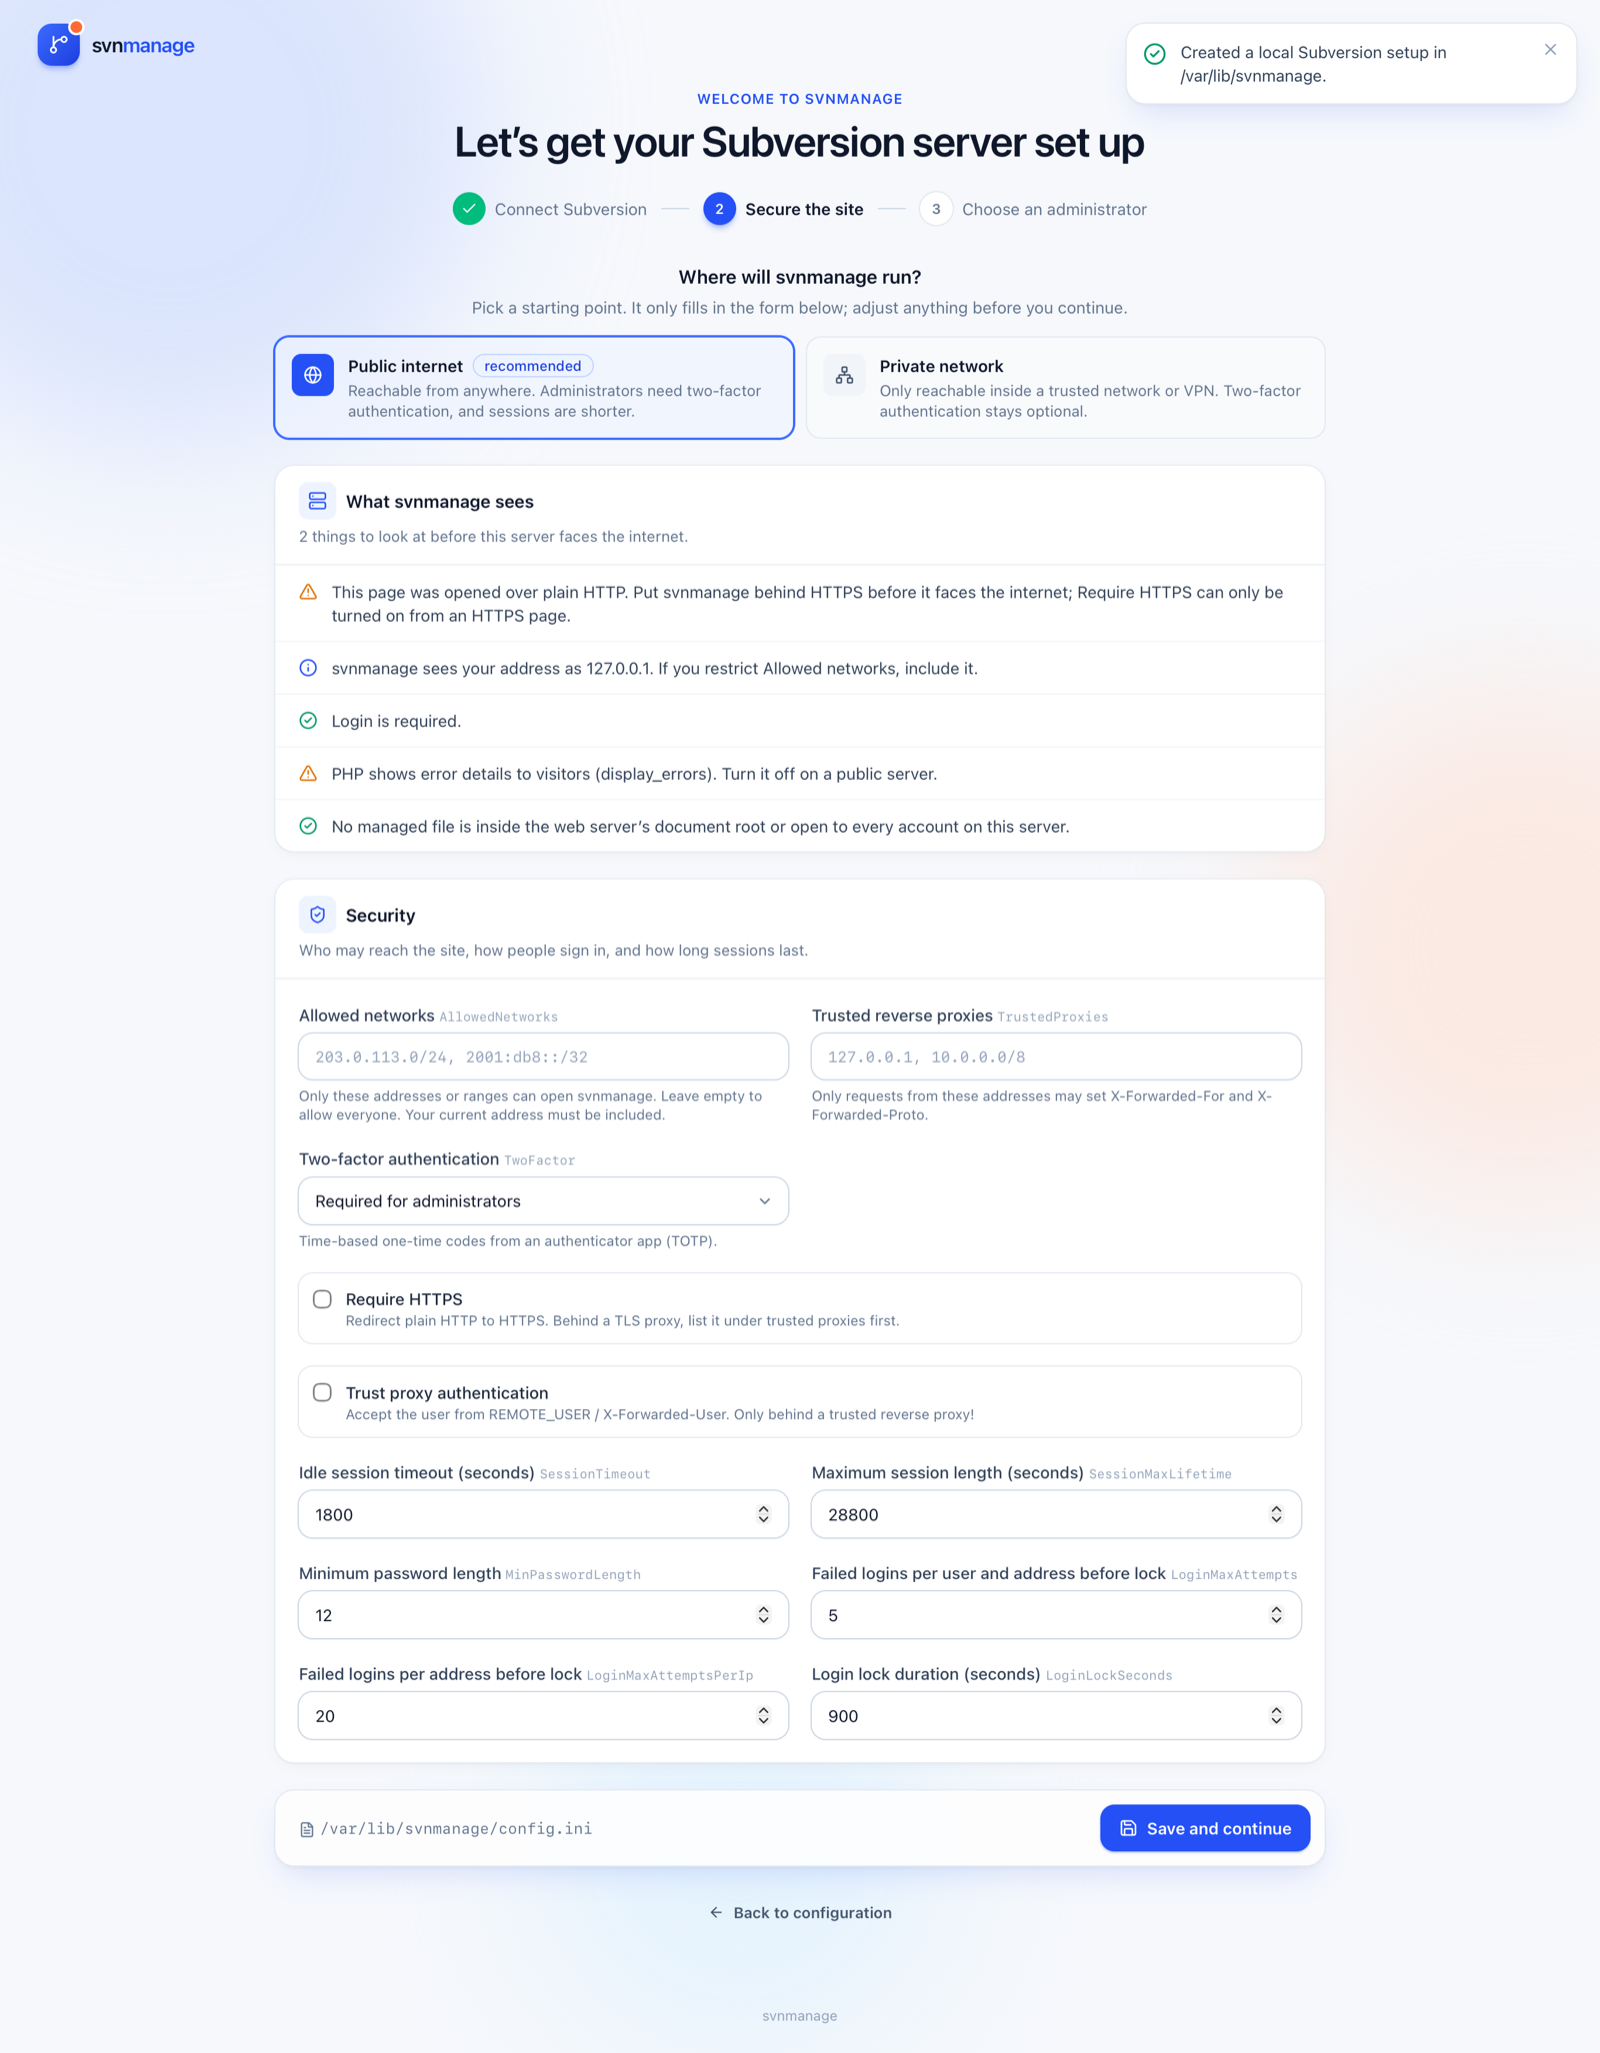 svnmanage
Created a local Subversion setup in
/var/lib/svnmanage.
WELCOME TO SVNMANAGE
Let’s get your Subversion server set up
Connect Subversion
2 Secure the site
3 Choose an administrator
Where will svnmanage run?
Pick a starting point. It only fills in the form below; adjust anything before you continue.
Public internet recommended
Reachable from anywhere. Administrators need two-factor
authentication, and sessions are shorter.
Private network
Only reachable inside a trusted network or VPN. Two-factor
authentication stays optional.
What svnmanage sees
2 things to look at before this server faces the internet.
This page was opened over plain HTTP. Put svnmanage behind HTTPS before it faces the internet; Require HTTPS can only be
turned on from an HTTPS page.
svnmanage sees your address as 127.0.0.1. If you restrict Allowed networks, include it.
Login is required.
PHP shows error details to visitors (display_errors). Turn it off on a public server.
No managed file is inside the web server’s document root or open to every account on this server.
Security
Who may reach the site, how people sign in, and how long sessions last.
Allowed networks AllowedNetworks
203.0.113.0/24, 2001:db8::/32
Only these addresses or ranges can open svnmanage. Leave empty to
allow everyone. Your current address must be included.
Trusted reverse proxies TrustedProxies
127.0.0.1, 10.0.0.0/8
Only requests from these addresses may set X-Forwarded-For and X-
Forwarded-Proto.
Two-factor authentication TwoFactor
Required for administrators
Time-based one-time codes from an authenticator app (TOTP).
Require HTTPS
Redirect plain HTTP to HTTPS. Behind a TLS proxy, list it under trusted proxies first.
Trust proxy authentication
Accept the user from REMOTE_USER / X-Forwarded-User. Only behind a trusted reverse proxy!
Idle session timeout (seconds) SessionTimeout
1800
Maximum session length (seconds) SessionMaxLifetime
28800
Minimum password length MinPasswordLength
12
Failed logins per user and address before lock LoginMaxAttempts
5
Failed logins per address before lock LoginMaxAttemptsPerIp
20
Login lock duration (seconds) LoginLockSeconds
900
/var/lib/svnmanage/config.ini
Save and continue
Back to configuration
svnmanage